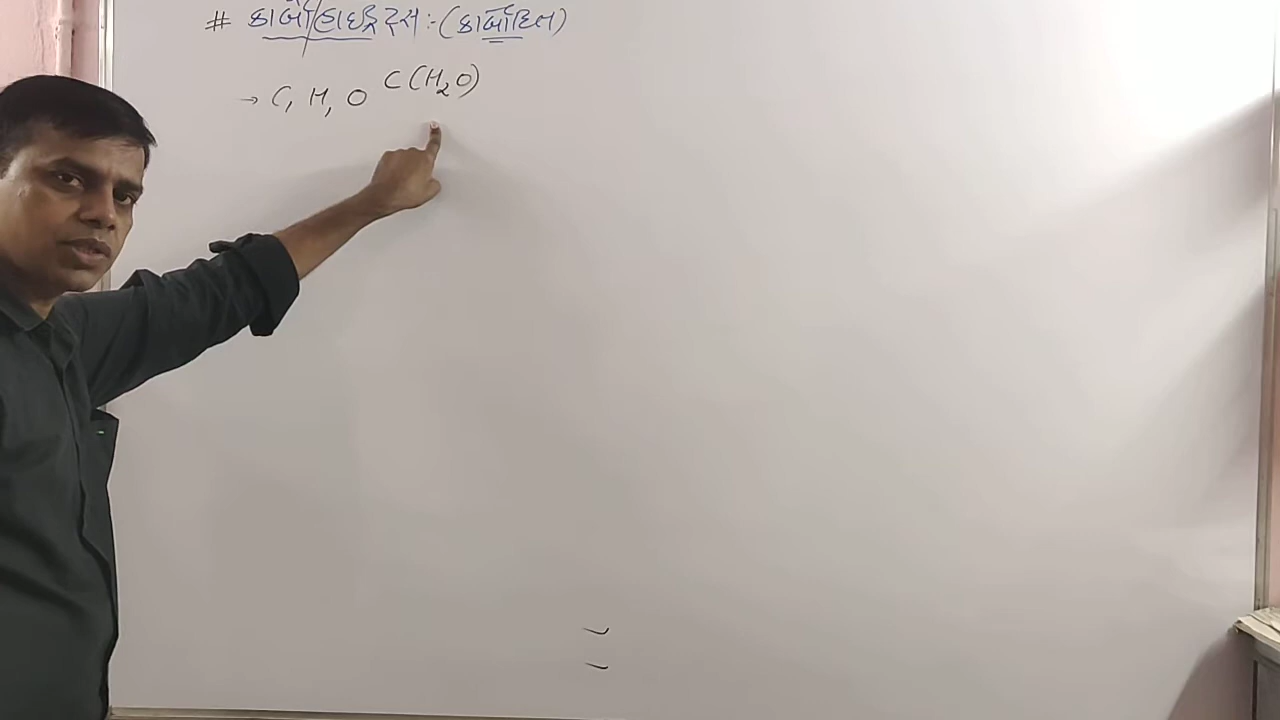 # કાર્બોહાઇડ્રેટ્સ :- (કાર્બોદિત)
→ C, H, O C(H₂O)